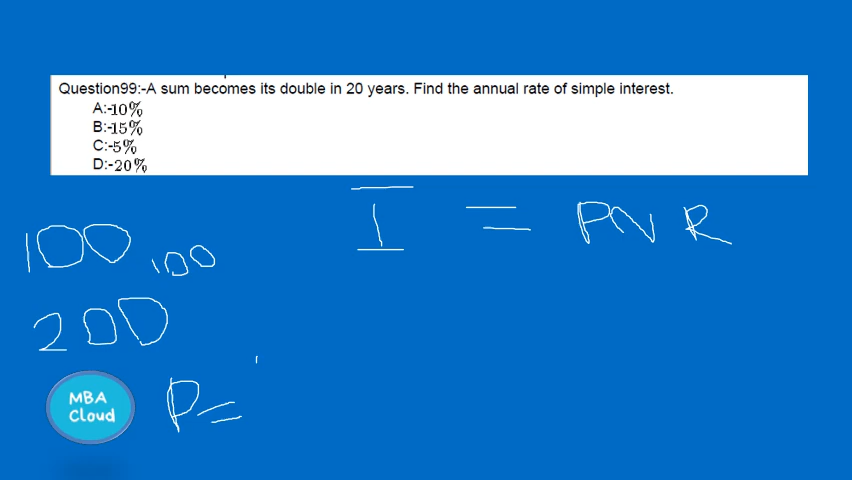 Question99:-A sum becomes its double in 20 years. Find the annual rate of simple interest.
A:-10%
B:-15%
C:-5%
D:-20%
I = PNR
100 100
200
P=
MBA
Cloud